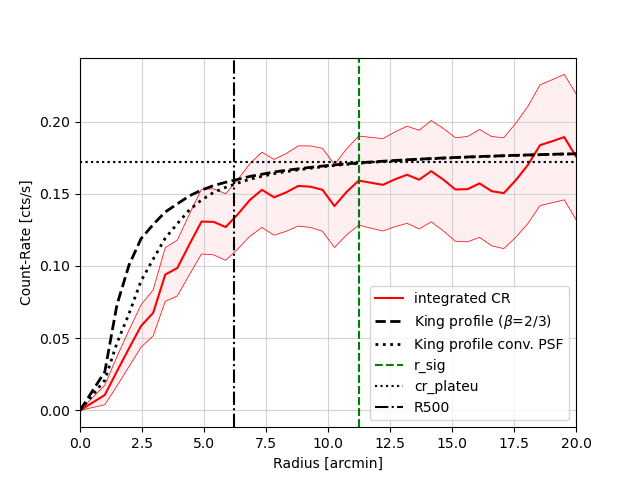 0.20
0.15
0.10
0.05
0.00
Count-Rate [cts/s]
integrated CR
King profile (β=2/3)
King profile conv. PSF
r_sig
cr_plateu
R500
0.0 2.5 5.0 7.5 10.0 12.5 15.0 17.5 20.0
Radius [arcmin]